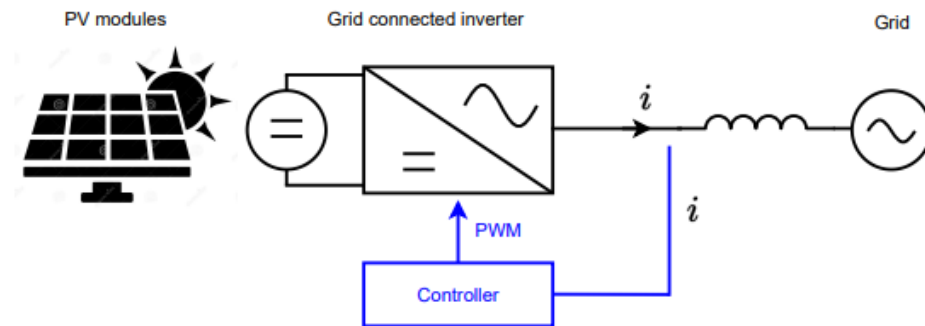 PV modules
Grid connected inverter
Grid
i
i
PWM
Controller